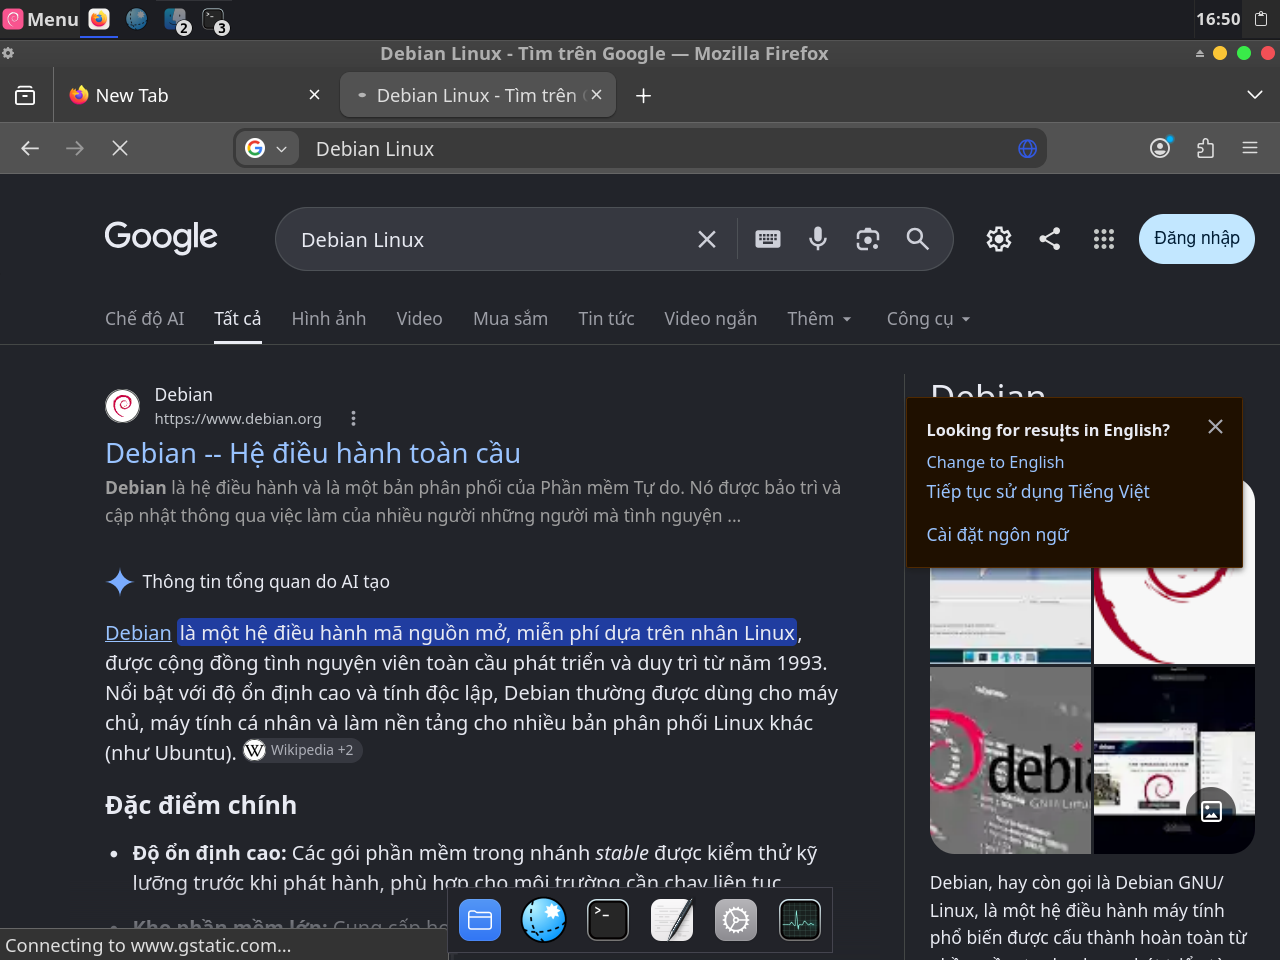 Menu
2
3
16:50
Debian Linux - Tìm trên Google — Mozilla Firefox
New Tab
Debian Linux - Tìm trên
Debian Linux
Google
Debian Linux
Đăng nhập
Chế độ AI
Tất cả
Hình ảnh
Video
Mua sắm
Tin tức
Video ngắn
Thêm
Công cụ
Debian
https://www.debian.org
Debian -- Hệ điều hành toàn cầu
Debian là hệ điều hành và là một bản phân phối của Phần mềm Tự do. Nó được bảo trì và
cập nhật thông qua việc làm của nhiều người những người mà tình nguyện ...
Thông tin tổng quan do AI tạo
Debian là một hệ điều hành mã nguồn mở, miễn phí dựa trên nhân Linux,
được cộng đồng tình nguyện viên toàn cầu phát triển và duy trì từ năm 1993.
Nổi bật với độ ổn định cao và tính độc lập, Debian thường được dùng cho máy
chủ, máy tính cá nhân và làm nền tảng cho nhiều bản phân phối Linux khác
(như Ubuntu). W Wikipedia +2
Đặc điểm chính
• Độ ổn định cao: Các gói phần mềm trong nhánh stable được kiểm thử kỹ
lưỡng trước khi phát hành, phù hợp cho môi trường cần chạy liên tục
• Kho phần mềm lớn: Cung cấp
Connecting to www.gstatic.com...
Debian
Looking for results in English?
Change to English
Tiếp tục sử dụng Tiếng Việt
Cài đặt ngôn ngữ
debi
GNU/Linu
Debian, hay còn gọi là Debian GNU/
Linux, là một hệ điều hành máy tính
phổ biến được cấu thành hoàn toàn từ